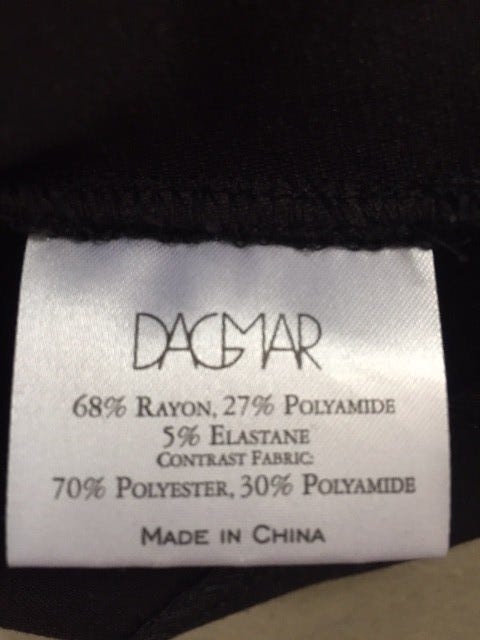 DAGMAR
68% RAYON, 27% POLYAMIDE
5% ELASTANE
CONTRAST FABRIC:
70% POLYESTER, 30% POLYAMIDE
MADE IN CHINA